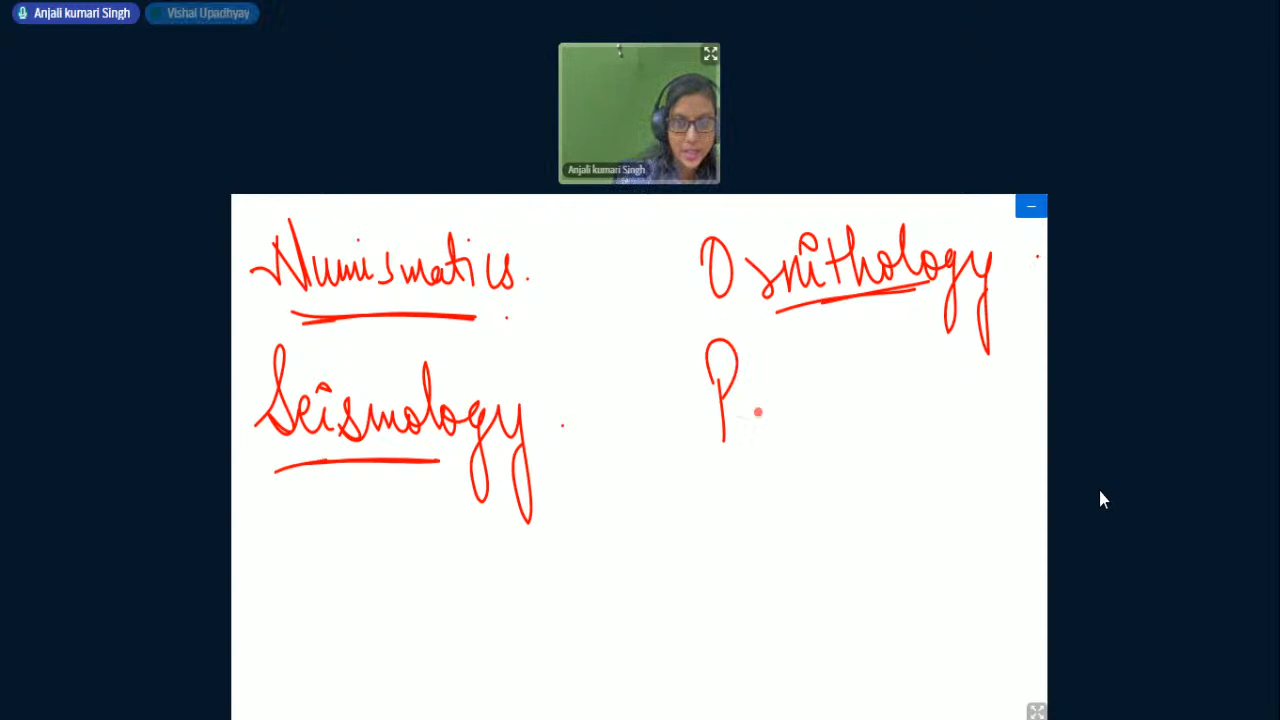 Anjali kumari Singh Vishal Upadhyay
Anjali kumari Singh
Numismatics.
Ornithology
Seismology.
P